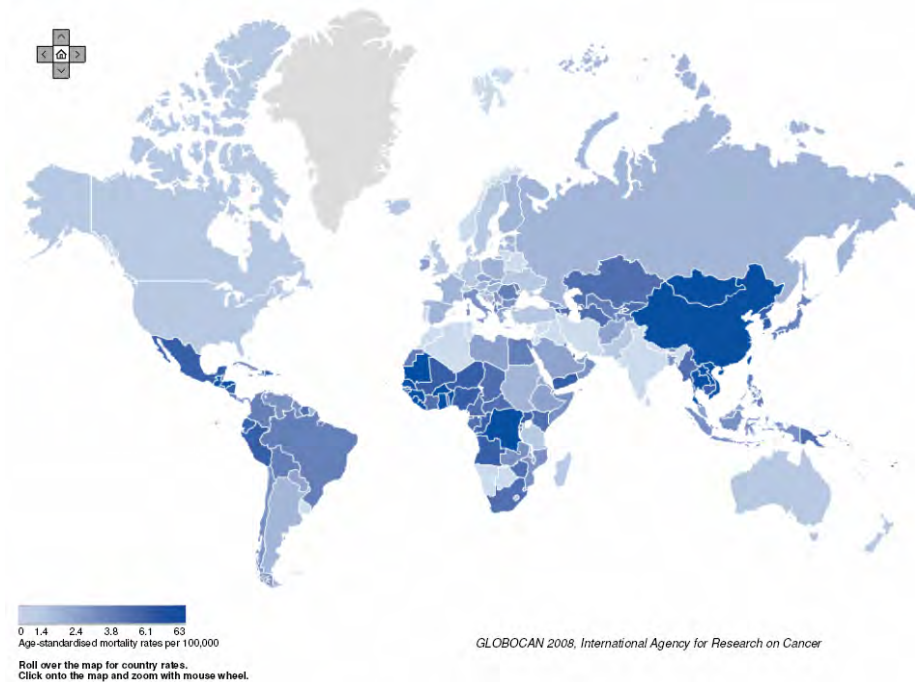 0 1.4 2.4 3.8 6.1 63
Age-standardised mortality rates per 100,000
GLOBOCAN 2008, International Agency for Research on Cancer
Roll over the map for country rates.
Click onto the map and zoom with mouse wheel.